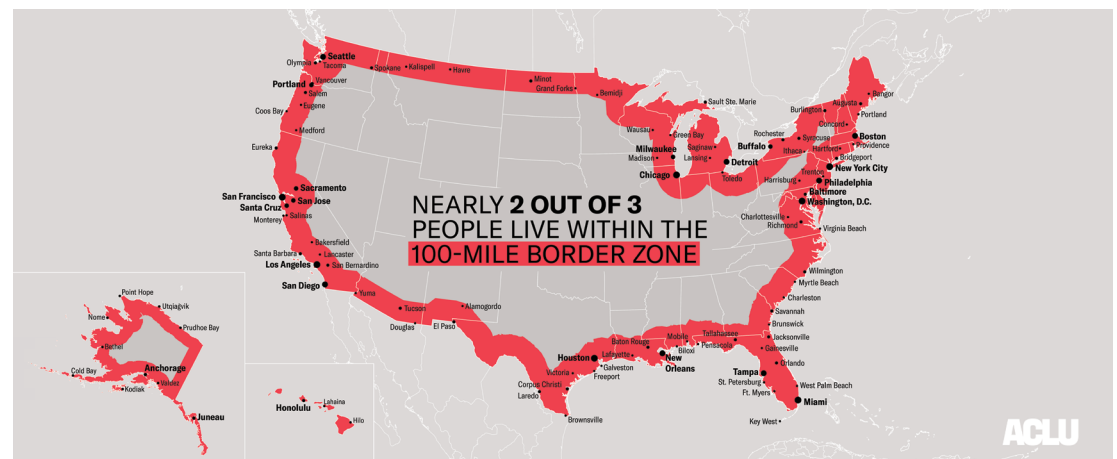 Seattle
Olympia
Tacoma
Spokane
Kalispell
Havre
Minot
Grand Forks
Bemidji
Sault Ste. Marie
Portland
Vancouver
Salem
Eugene
Coos Bay
Medford
Eureka
Sacramento
San Francisco
San Jose
Santa Cruz
Monterey
Salinas
Bakersfield
Santa Barbara
Lancaster
Los Angeles
San Bernardino
San Diego
Yuma
Tucson
Douglas
El Paso
Alamogordo
Wausau
Green Bay
Milwaukee
Madison
Chicago
Saginaw
Lansing
Detroit
Toledo
Buffalo
Rochester
Syracuse
Ithaca
Burlington
Augusta
Bangor
Portland
Concord
Boston
Providence
Hartford
Bridgeport
New York City
Trenton
Harrisburg
Philadelphia
Baltimore
Washington, D.C.
Charlottesville
Richmond
Virginia Beach
NEARLY 2 OUT OF 3
PEOPLE LIVE WITHIN THE
100-MILE BORDER ZONE
Wilmington
Myrtle Beach
Charleston
Savannah
Brunswick
Jacksonville
Gainesville
Orlando
Tampa
St. Petersburg
Ft. Myers
West Palm Beach
Miami
Key West
Tallahassee
Pensacola
Mobile
Biloxi
New
Orleans
Baton Rouge
Lafayette
Houston
Galveston
Freeport
Victoria
Corpus Christi
Laredo
Brownsville
Point Hope
Utqiaġvik
Nome
Prudhoe Bay
Bethel
Cold Bay
Anchorage
Kodiak
Valdez
Juneau
Honolulu
Lahaina
Hilo
ACLU